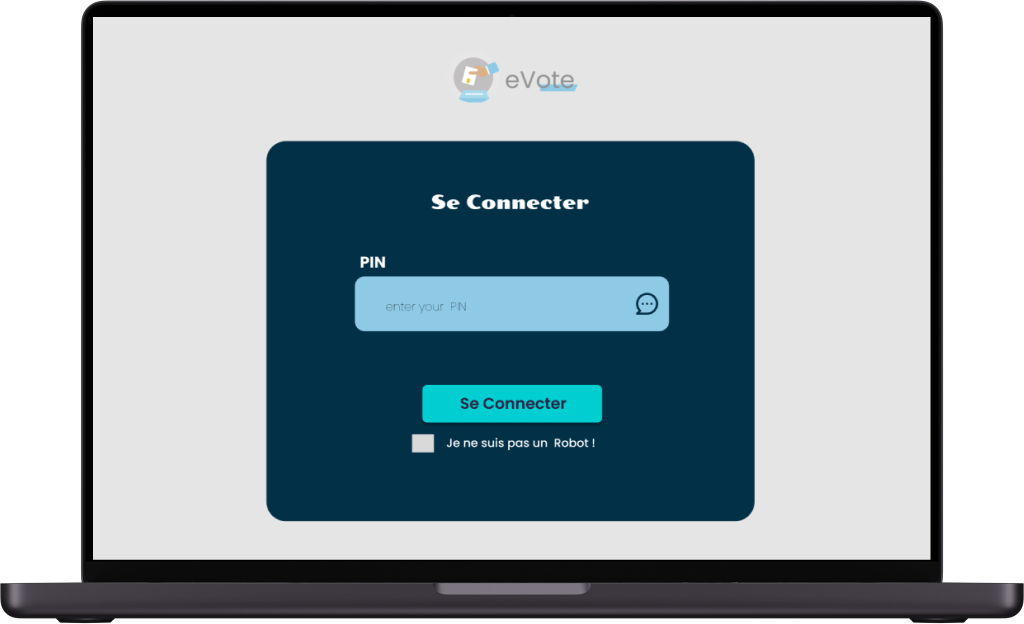 eVote
Se Connecter
PIN
enter your PIN
Se Connecter
Je ne suis pas un Robot !